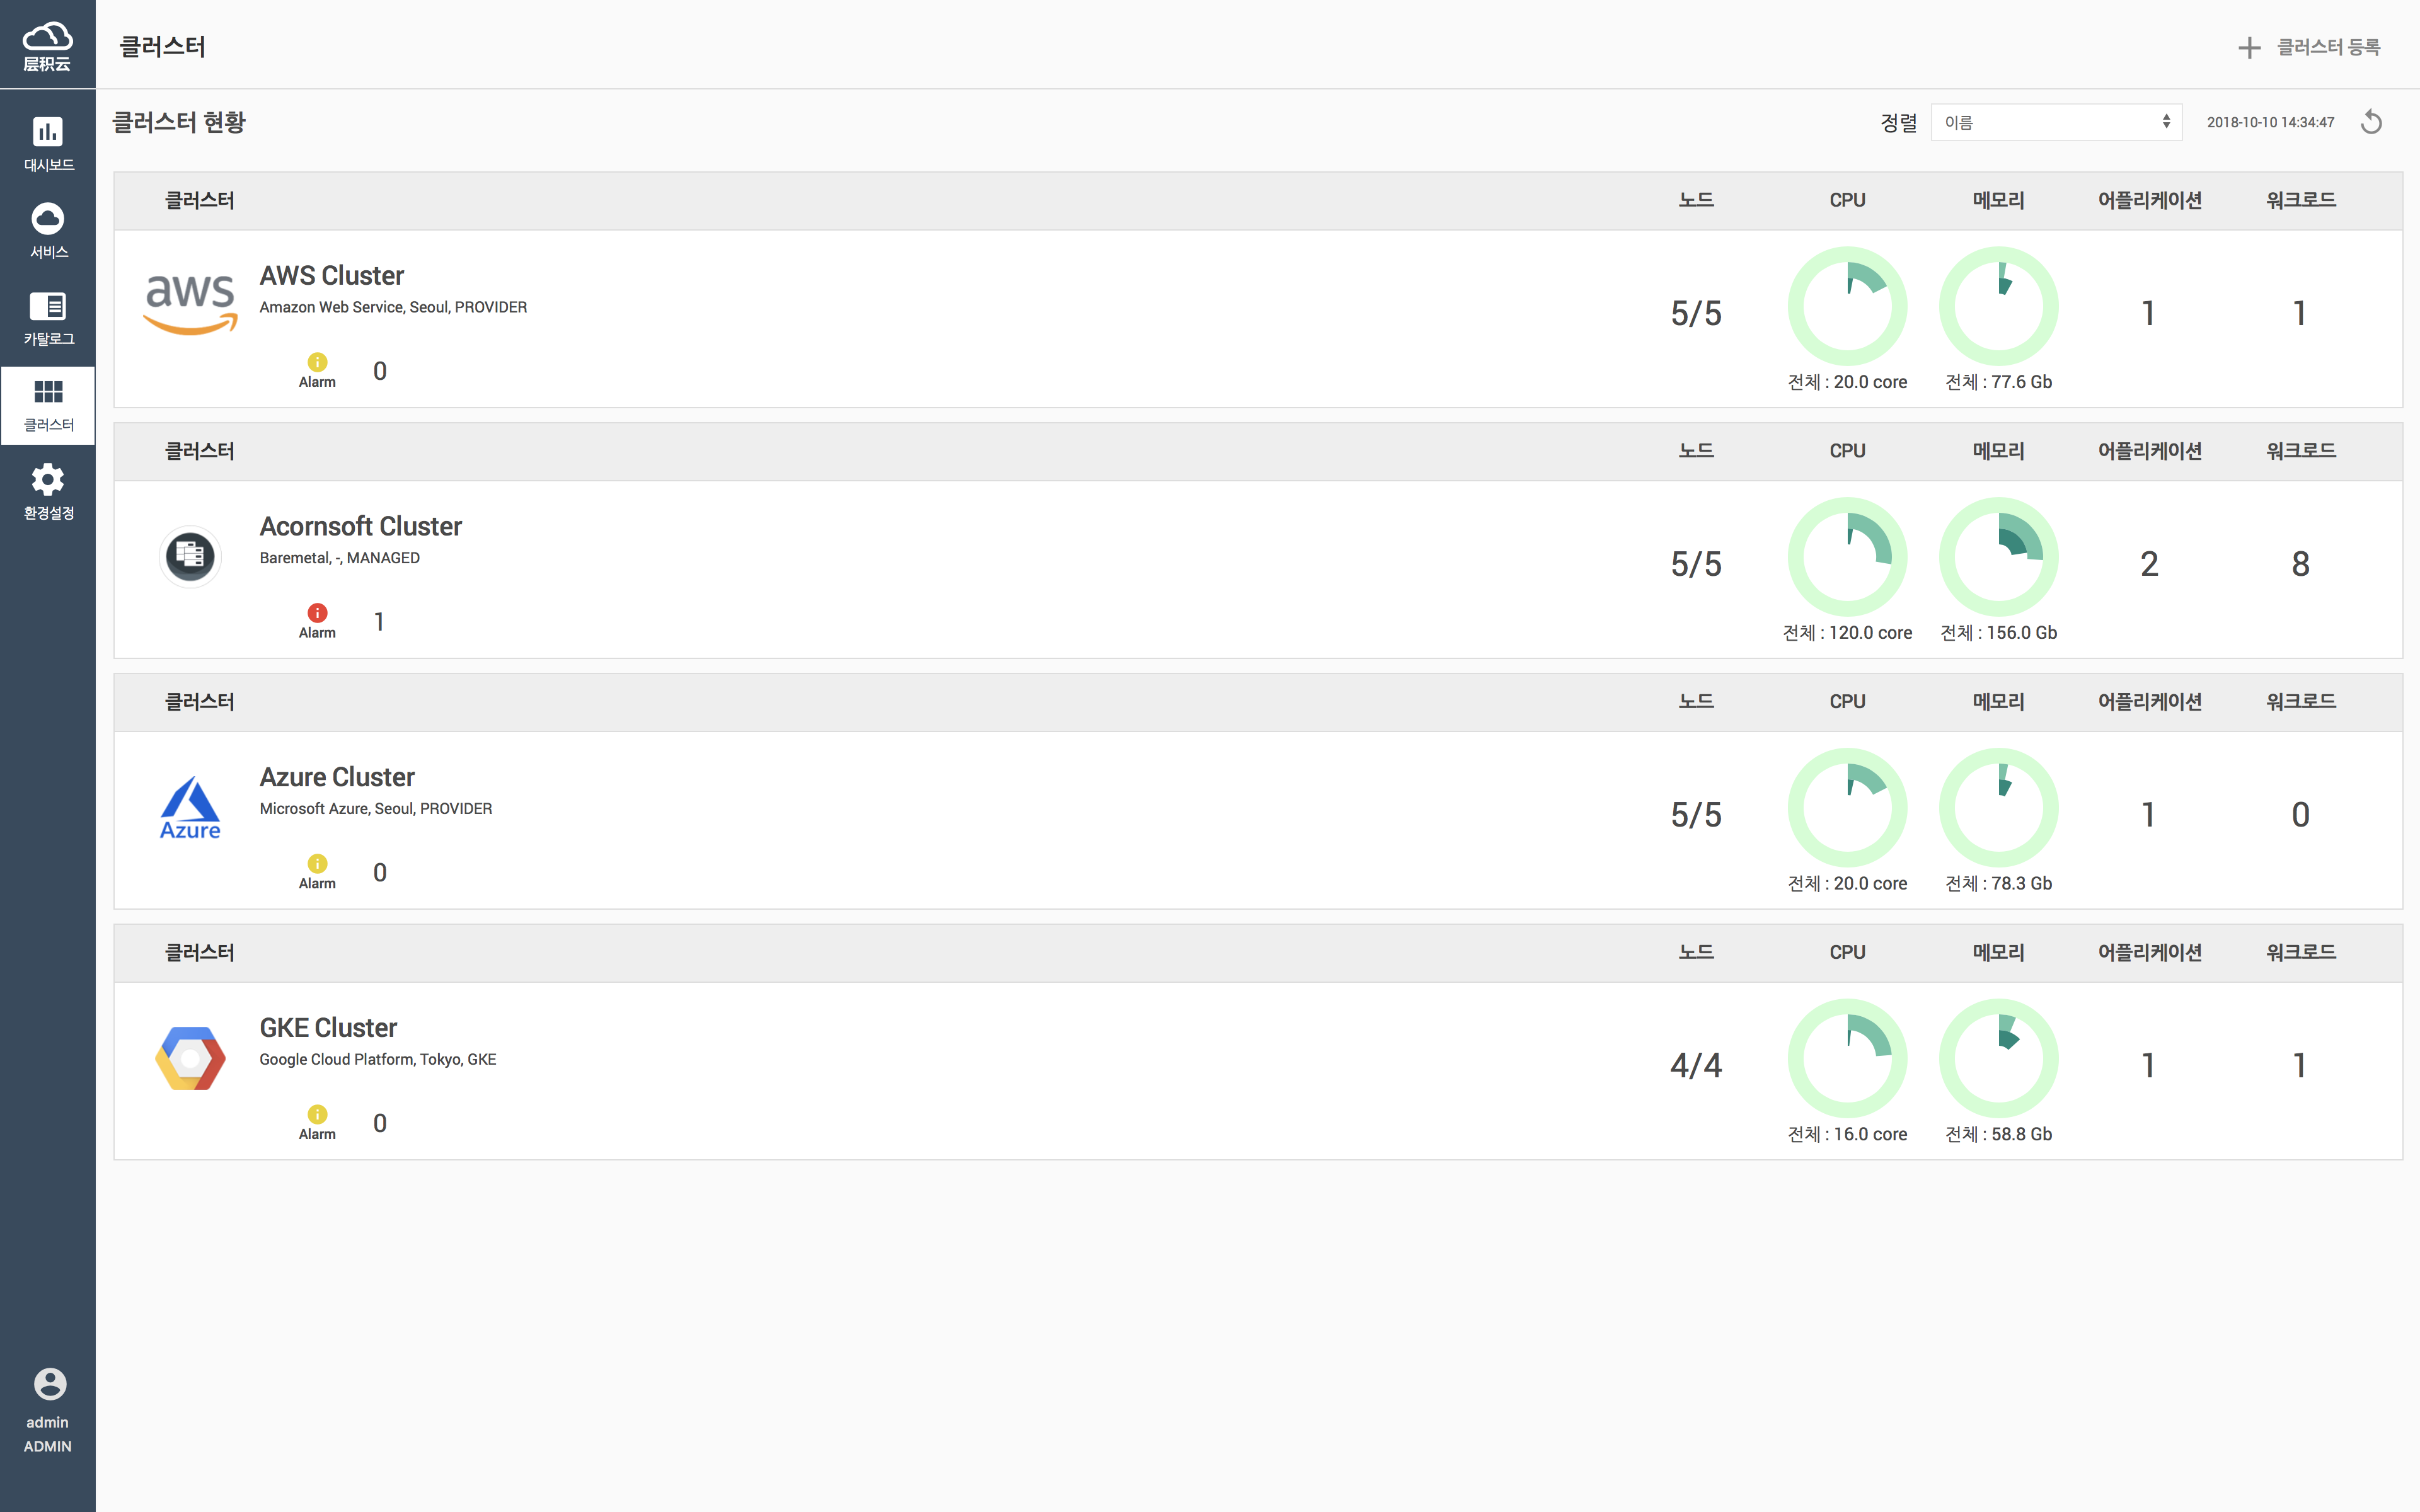 层积云
대시보드
서비스
카탈로그
클러스터
환경설정
admin
ADMIN
클러스터
클러스터 등록
클러스터 현황
정렬 이름 2018-10-10 14:34:47
클러스터 노드 CPU 메모리 어플리케이션 워크로드
aws
AWS Cluster
Amazon Web Service, Seoul, PROVIDER
5/5 1 1
Alarm 0
전체 : 20.0 core 전체 : 77.6 Gb
클러스터 노드 CPU 메모리 어플리케이션 워크로드
Acornsoft Cluster
Baremetal, -, MANAGED
5/5 2 8
Alarm 1
전체 : 120.0 core 전체 : 156.0 Gb
클러스터 노드 CPU 메모리 어플리케이션 워크로드
Azure Cluster
Microsoft Azure, Seoul, PROVIDER
Azure
5/5 1 0
Alarm 0
전체 : 20.0 core 전체 : 78.3 Gb
클러스터 노드 CPU 메모리 어플리케이션 워크로드
GKE Cluster
Google Cloud Platform, Tokyo, GKE
4/4 1 1
Alarm 0
전체 : 16.0 core 전체 : 58.8 Gb